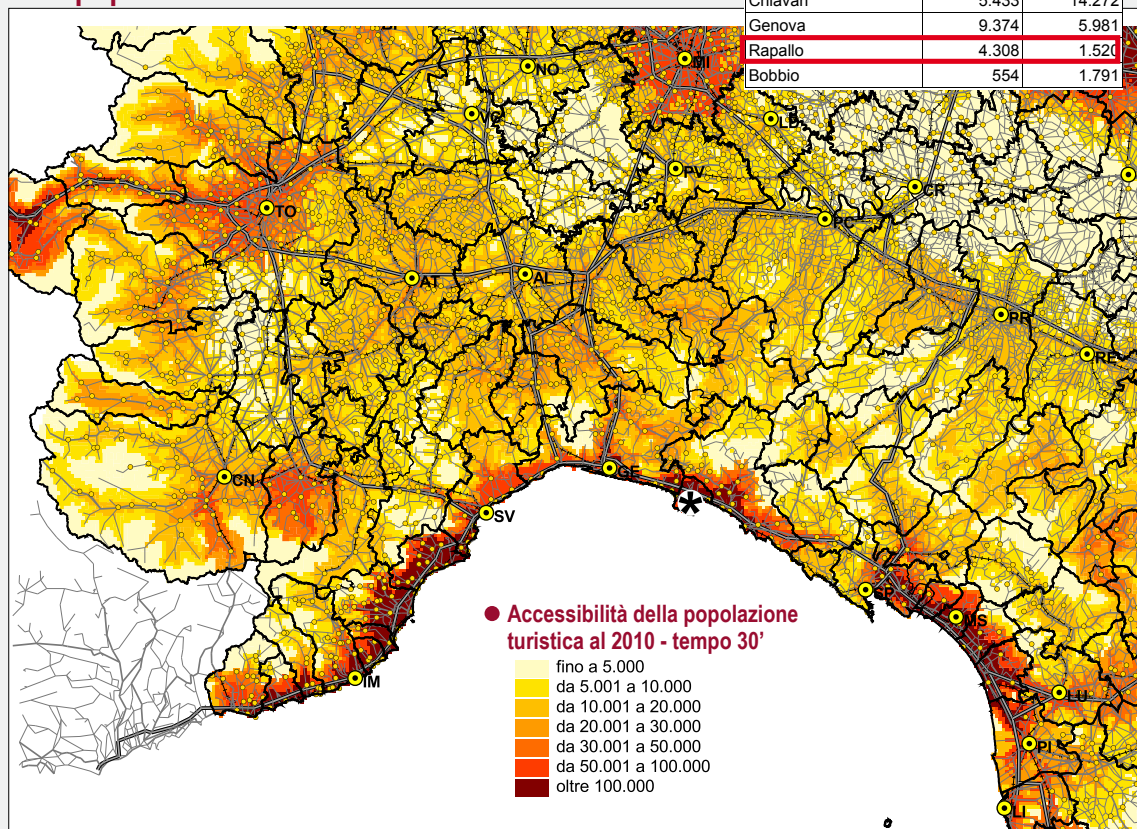 Chiavari 5.433 14.272
Genova 9.374 5.981
Rapallo 4.308 1.520
Bobbio 554 1.791
NO
MI
VC
LO
PV
CR
TO
PC
AT
AL
PR
RE
CN
GE
*
SV
SP
MS
IM
LU
PI
LI
● Accessibilità della popolazione
turistica al 2010 - tempo 30'
fino a 5.000
da 5.001 a 10.000
da 10.001 a 20.000
da 20.001 a 30.000
da 30.001 a 50.000
da 50.001 a 100.000
oltre 100.000